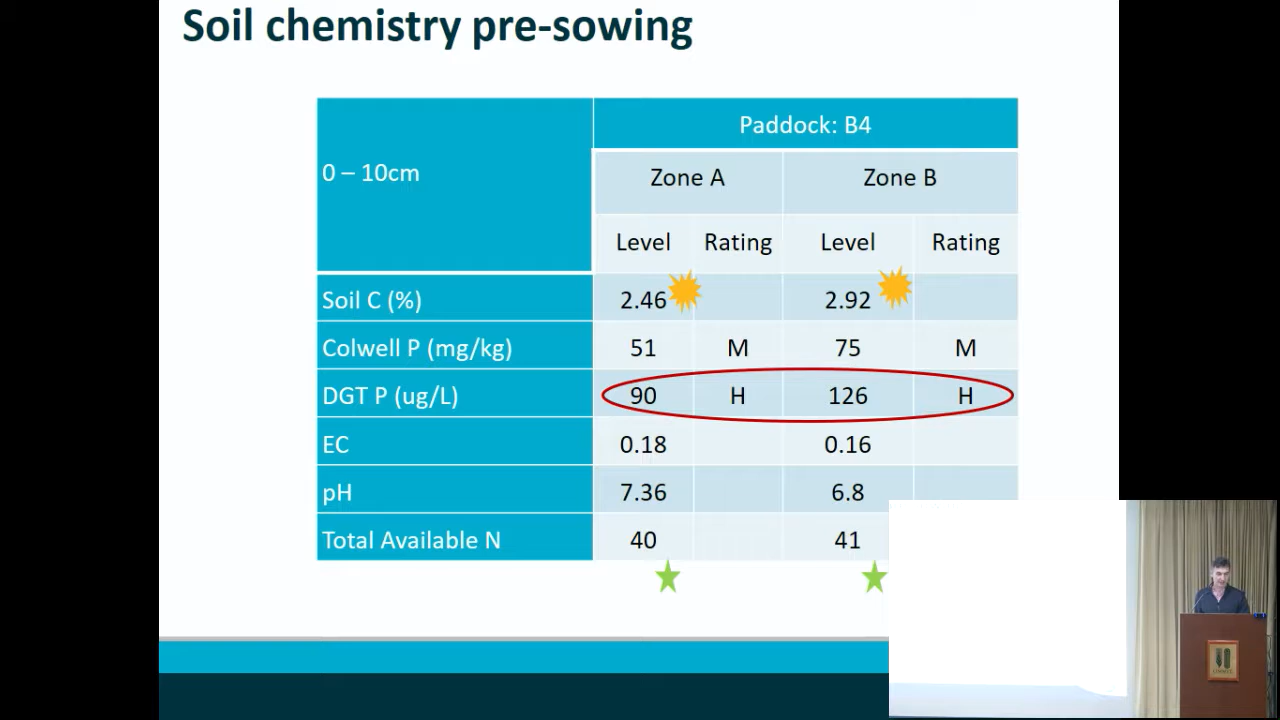 Soil chemistry pre-sowing
0 – 10cm
Paddock: B4
Zone A Zone B
Level Rating Level Rating
Soil C (%) 2.46 2.92
Colwell P (mg/kg) 51 M 75 M
DGT P (ug/L) 90 H 126 H
EC 0.18 0.16
pH 7.36 6.8
Total Available N 40 41